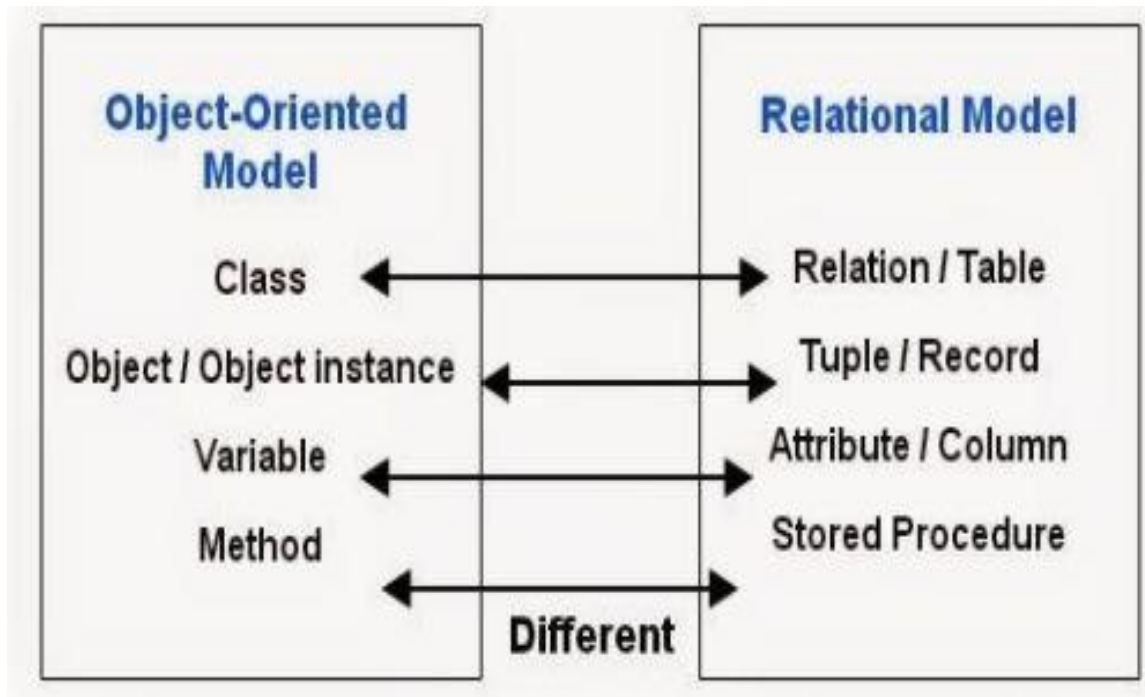 Object-Oriented
Model
Class
Object / Object instance
Variable
Method
Relational Model
Relation / Table
Tuple / Record
Attribute / Column
Stored Procedure
Different